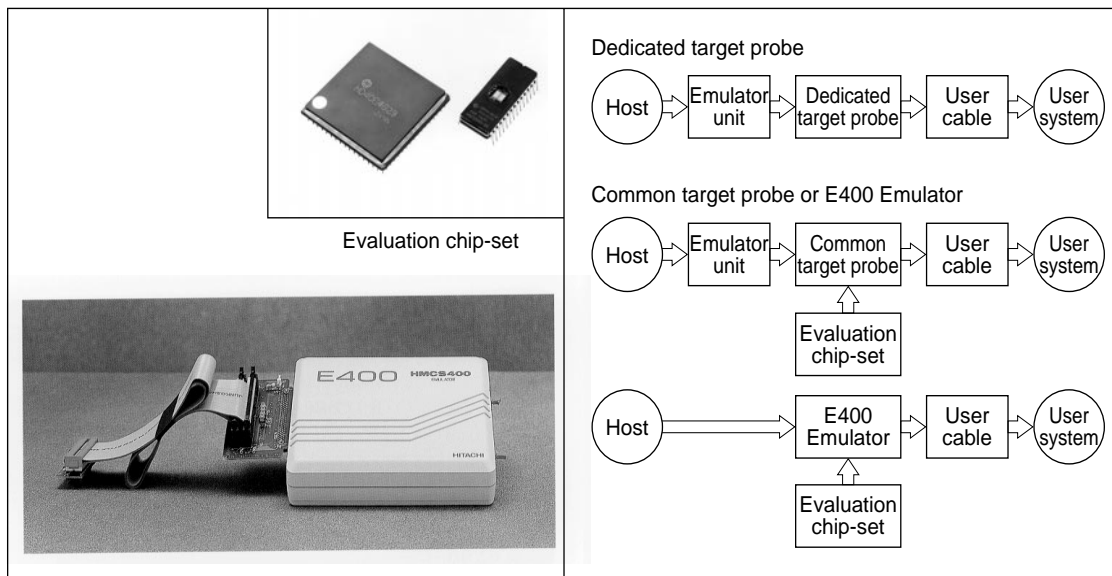 Evaluation chip-set
E400
HMCS400
HITACHI
Dedicated target probe
Host
Emulator
unit
Dedicated
target probe
User
cable
User
system
Common target probe or E400 Emulator
Host
Emulator
unit
Common
target probe
User
cable
User
system
Evaluation
chip-set
Host
E400
Emulator
User
cable
User
system
Evaluation
chip-set